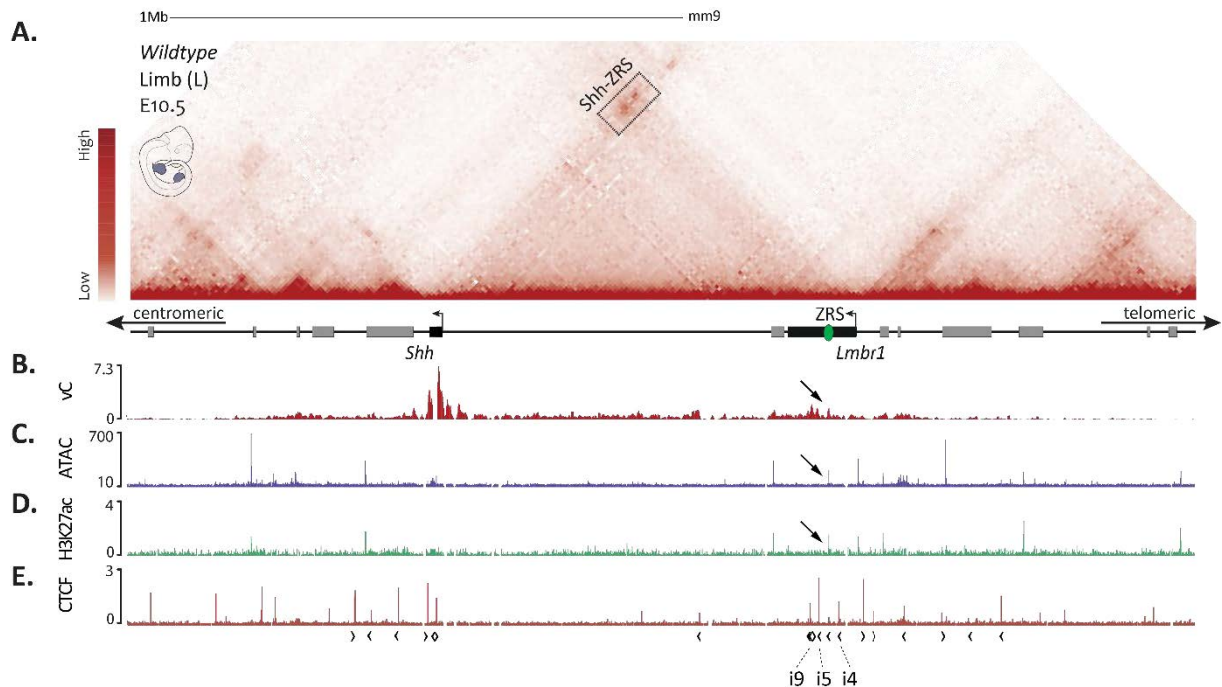 1Mb mm9
A.
Wildtype
Limb (L)
E10.5
Shh-ZRS
High
Low
centromeric ZRS telomeric
Shh Lmbr1
B.
vC
7.3
0
C.
ATAC
700
10
D.
H3K27ac
4
0
E.
CTCF
3
0
i9 i5 i4